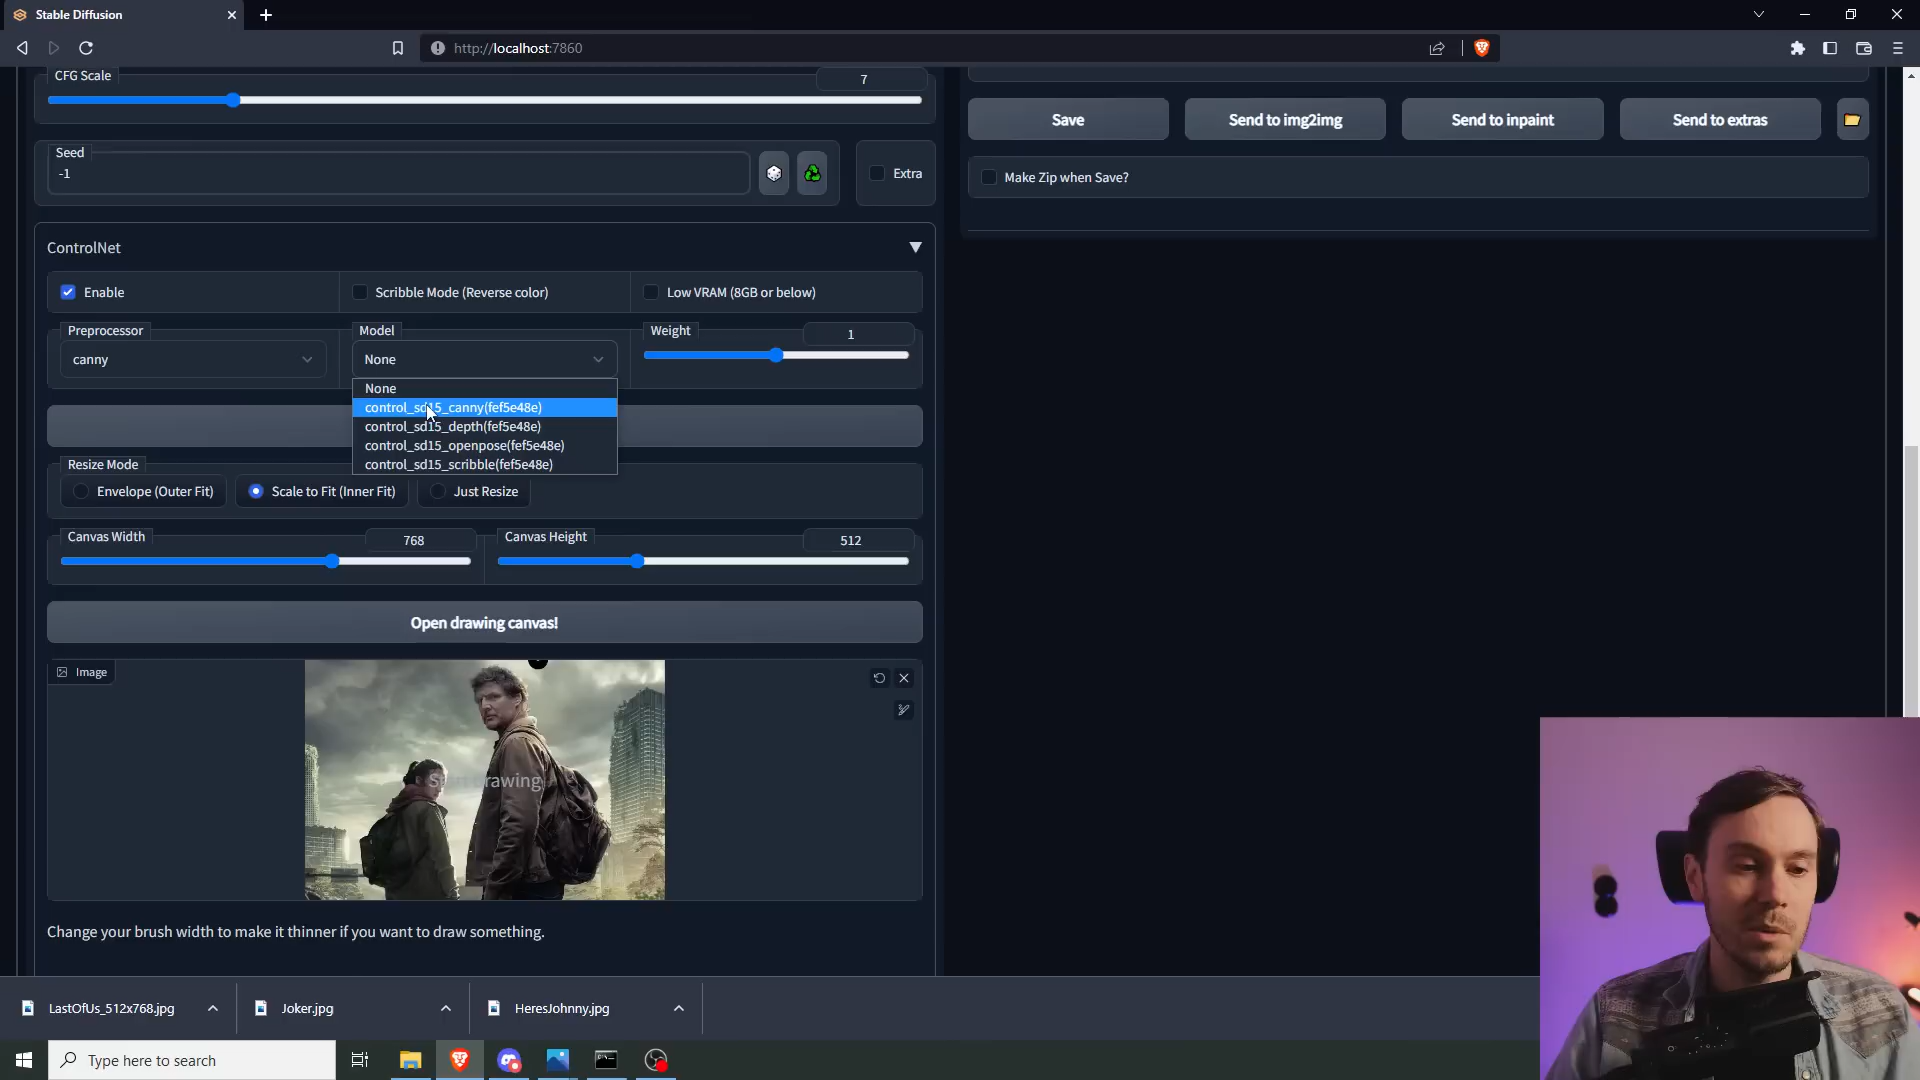 Stable Diffusion
http://localhost:7860
CFG Scale
7
Save
Send to img2img
Send to inpaint
Send to extras
Seed
-1
Extra
Make Zip when Save?
ControlNet
Enable
Scribble Mode (Reverse color)
Low VRAM (8GB or below)
Preprocessor
Model
Weight
1
canny
None
None
control_sd15_canny(fef5e48e)
control_sd15_depth(fef5e48e)
control_sd15_openpose(fef5e48e)
control_sd15_scribble(fef5e48e)
Resize Mode
Envelope (Outer Fit)
Scale to Fit (Inner Fit)
Just Resize
Canvas Width
768
Canvas Height
512
Open drawing canvas!
Image
Start drawing
Change your brush width to make it thinner if you want to draw something.
LastOfUs_512x768.jpg
Joker.jpg
HeresJohnny.jpg
Type here to search